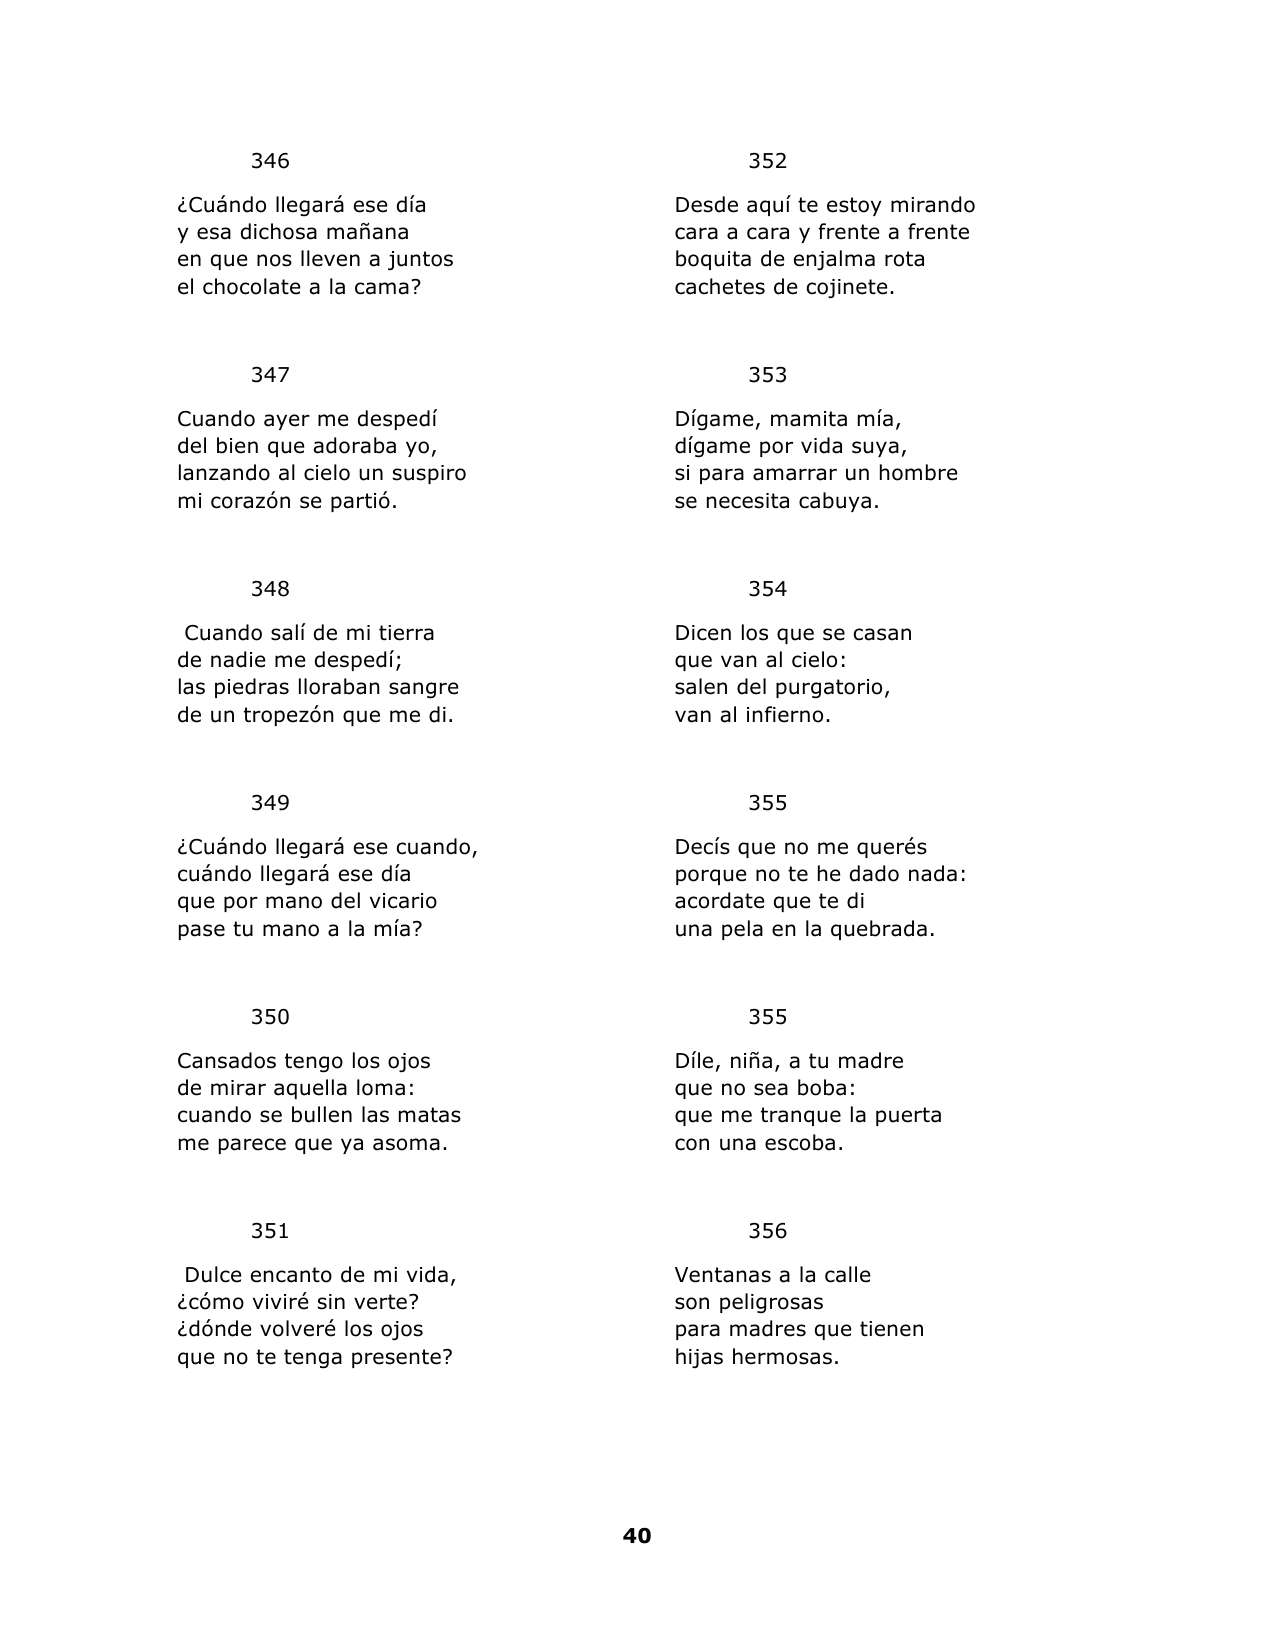 346
¿Cuándo llegará ese día
y esa dichosa mañana
en que nos lleven a juntos
el chocolate a la cama?
347
Cuando ayer me despedí
del bien que adoraba yo,
lanzando al cielo un suspiro
mi corazón se partió.
348
Cuando salí de mi tierra
de nadie me despedí;
las piedras lloraban sangre
de un tropezón que me di.
349
¿Cuándo llegará ese cuando,
cuándo llegará ese día
que por mano del vicario
pase tu mano a la mía?
350
Cansados tengo los ojos
de mirar aquella loma:
cuando se bullen las matas
me parece que ya asoma.
351
Dulce encanto de mi vida,
¿cómo viviré sin verte?
¿dónde volveré los ojos
que no te tenga presente?
352
Desde aquí te estoy mirando
cara a cara y frente a frente
boquita de enjalma rota
cachetes de cojinete.
353
Dígame, mamita mía,
dígame por vida suya,
si para amarrar un hombre
se necesita cabuya.
354
Dicen los que se casan
que van al cielo:
salen del purgatorio,
van al infierno.
355
Decís que no me querés
porque no te he dado nada:
acordate que te di
una pela en la quebrada.
355
Díle, niña, a tu madre
que no sea boba:
que me tranque la puerta
con una escoba.
356
Ventanas a la calle
son peligrosas
para madres que tienen
hijas hermosas.
40